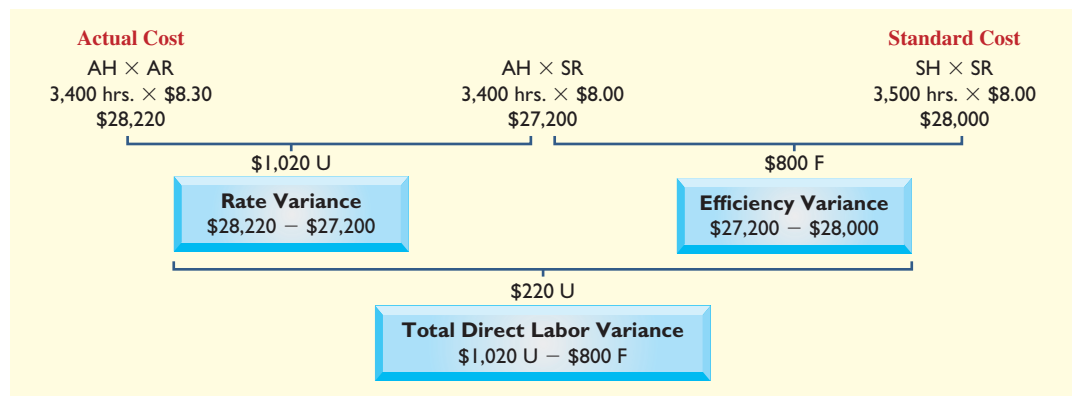 Actual Cost
AH × AR
3,400 hrs. × $8.30
$28,220
AH × SR
3,400 hrs. × $8.00
$27,200
Standard Cost
SH × SR
3,500 hrs. × $8.00
$28,000
$1,020 U
Rate Variance
$28,220 − $27,200
$800 F
Efficiency Variance
$27,200 − $28,000
$220 U
Total Direct Labor Variance
$1,020 U − $800 F